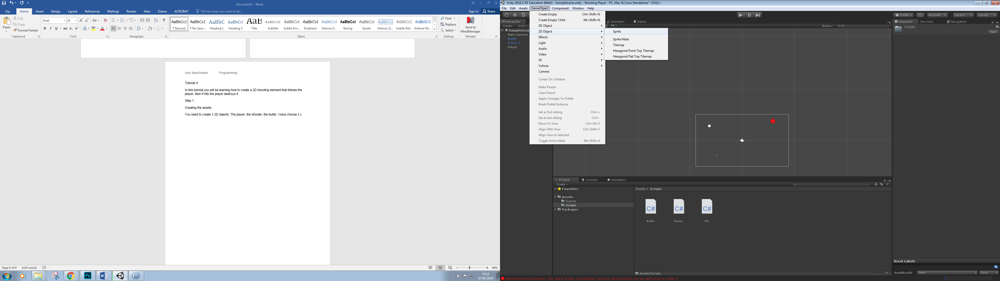 Document1 - Word
File Home Insert Design Layout References Mailings Review View Zotero ACROBAT Tell me what you want to do... Sign in Share
Paste
Cut
Copy
Format Painter
Clipboard
Arial 11
Font
Paragraph
AaBbCcI AaBbCcI AaBbC AaBbCcl AaB AaBbCcD AaBbCcl AaBbCcl AaBbCcl AaBbCcl AaBbCcl AaBbCcl AABBCCD AABBCCI
¶ Normal ¶ No Spac... Heading 1 Heading 2 Title Subtitle Subtle Em... Emphasis Intense E... Strong Quote Intense Q... Subtle Ref... Intense Re...
Styles
Find
Replace
Select
Editing
Send to
MindManager
Mindjet
Amy Manchester Programming
Tutorial 4:
In this tutorial you will be learning how to create a 2D shooting element that follows the
player, then if hits the player destroys it.
Step 1:
Creating the assets:
You need to create 3 2D objects. The player, the shooter, the bullet. I have choose 3 c
Page 9 of 9 1424 words
80%
15:12
07/05/2019
Unity 2018.2.7f1 Education (64bit) - SampleScene.unity - Shooting Player - PC, Mac & Linux Standalone* <DX11>
File Edit Assets GameObject Component Window Help
Collab Account Layers Layout
Hierarchy
Create All
SampleScen
Main Camera
Bullet
Enemy 1
Player
Create Empty Ctrl+Shift+N
Create Empty Child Alt+Shift+N
3D Object
2D Object
Effects
Light
Audio
Video
UI
Vuforia
Camera
Center On Children
Make Parent
Clear Parent
Apply Changes To Prefab
Break Prefab Instance
Set as first sibling Ctrl+=
Set as last sibling Ctrl+-
Move To View Ctrl+Alt+F
Align With View Ctrl+Shift+F
Align View to Selected
Toggle Active State Alt+Shift+A
Sprite
Sprite Mask
Tilemap
Hexagonal Point Top Tilemap
Hexagonal Flat Top Tilemap
Animator Game
Gizmos All
Inspector Services Navigation
Scripts
Open
Project Console Animation
Create
Favorites
Assets
Scenes
Scripts
Packages
Assets Scripts
C# C# C#
Bullet Enemy Pla
Assets/Scripts
Asset Labels
AssetBundle None None
MissingReferenceException: The object of type 'GameObject' has been destroyed but you are still trying to access it.